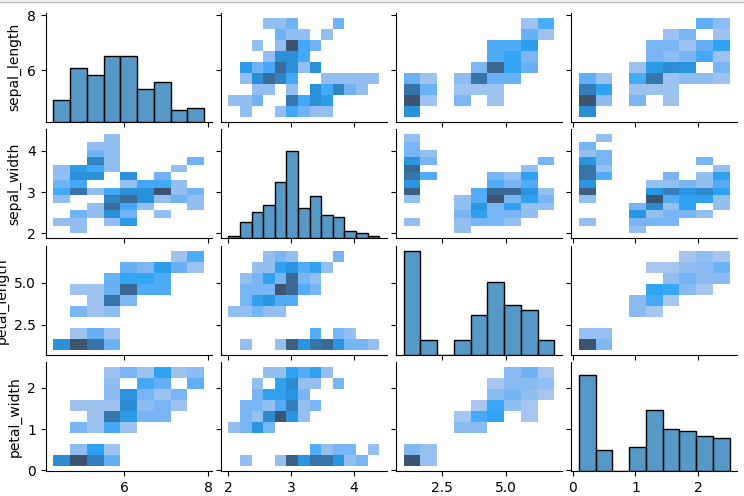 sepal_length
8
6
sepal_width
4
3
2
petal_length
5.0
2.5
petal_width
2
1
0
6 8 2 3 4 2.5 5.0 0 1 2